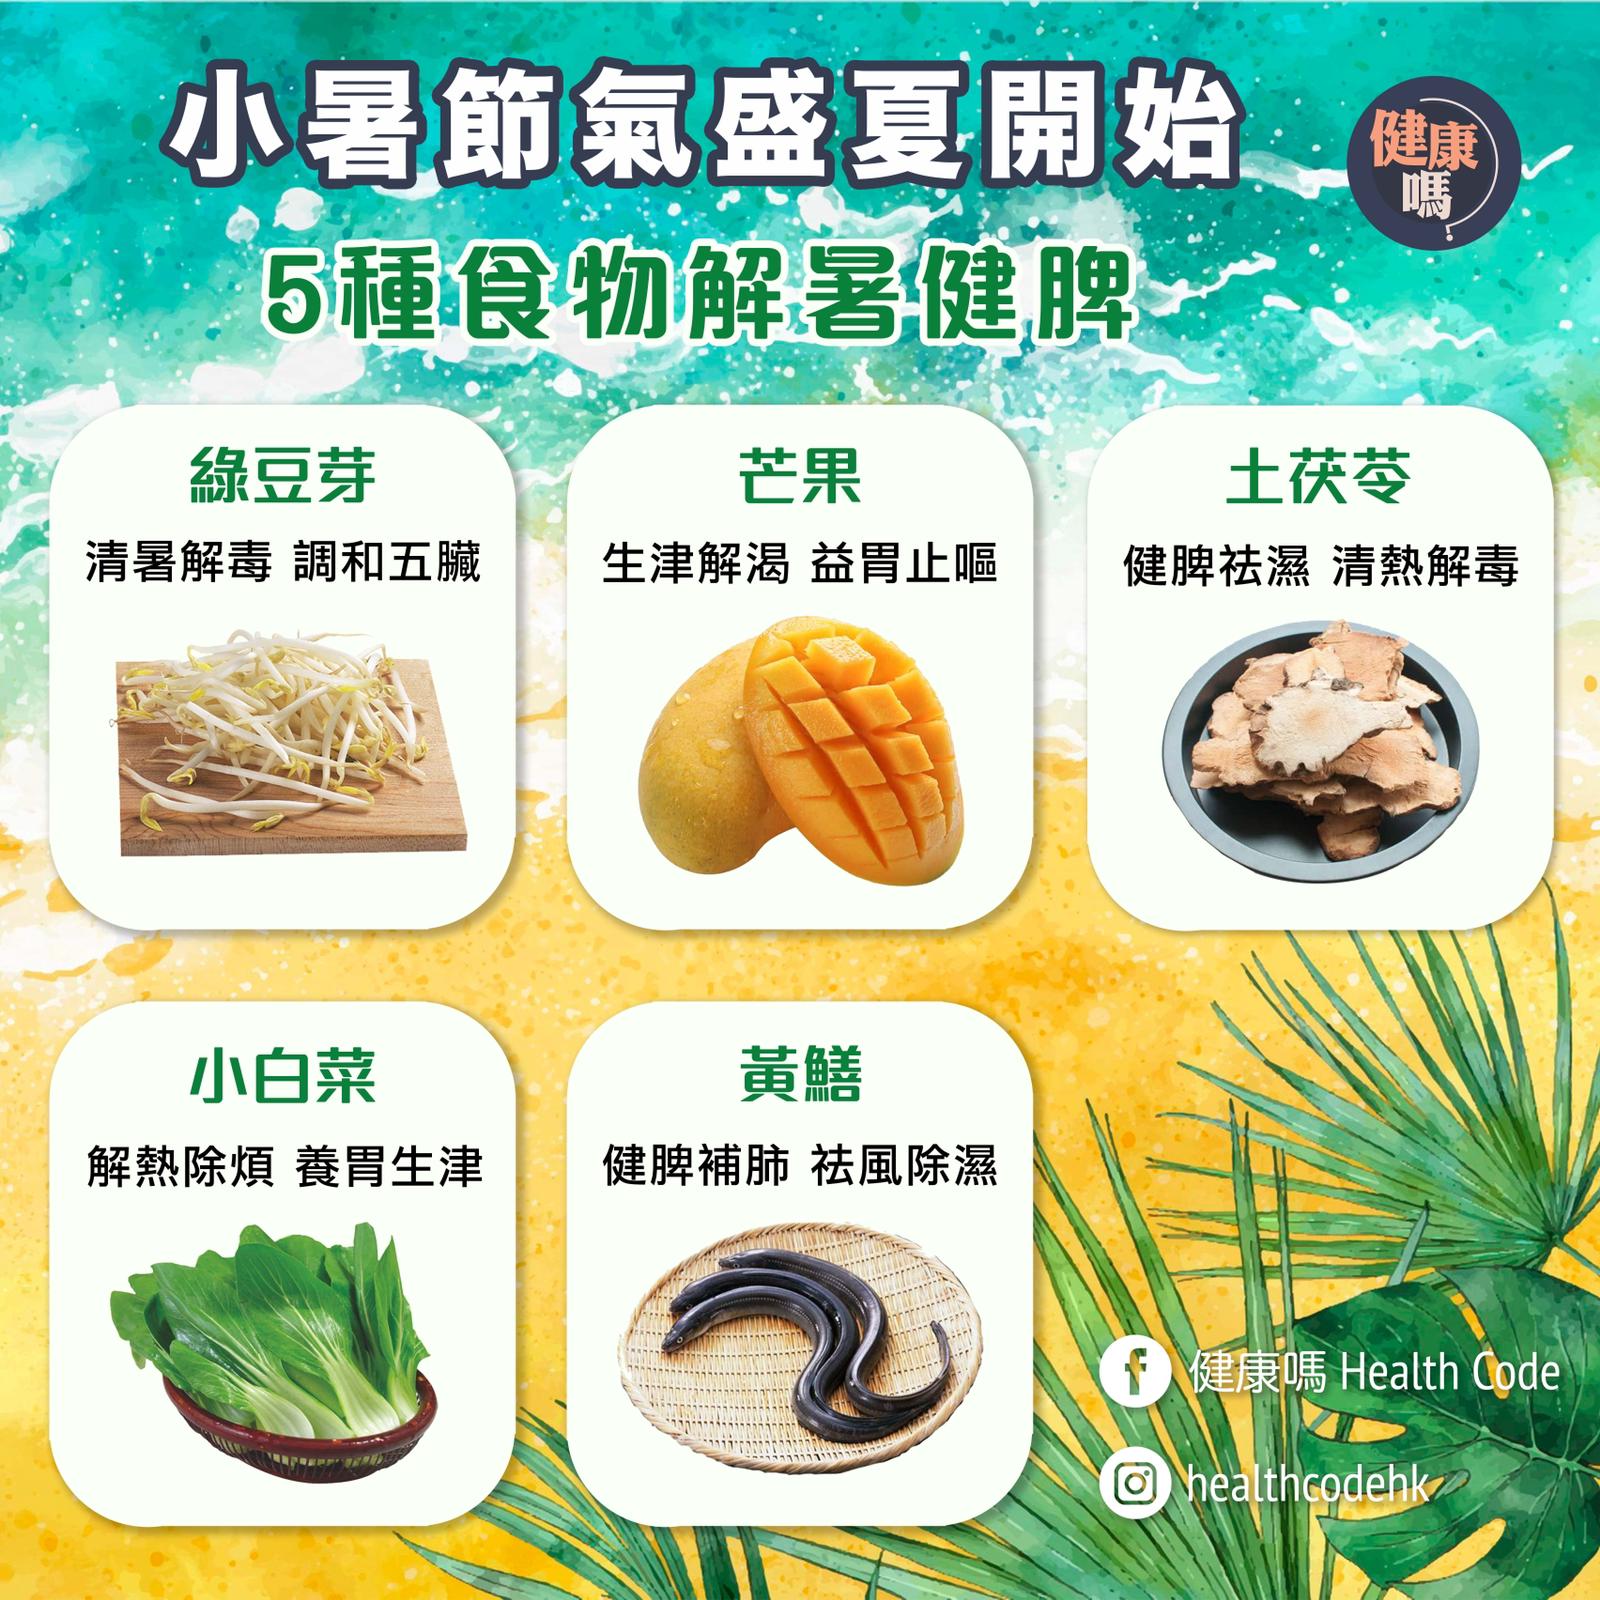 小暑節氣盛夏開始
健康
嗎?
5種食物解暑健脾
綠豆芽
清暑解毒 調和五臟
芒果
生津解渴 益胃止嘔
土茯苓
健脾祛濕 清熱解毒
小白菜
解熱除煩 養胃生津
黃鱔
健脾補肺 祛風除濕
健康嗎 Health Code
healthcodehk